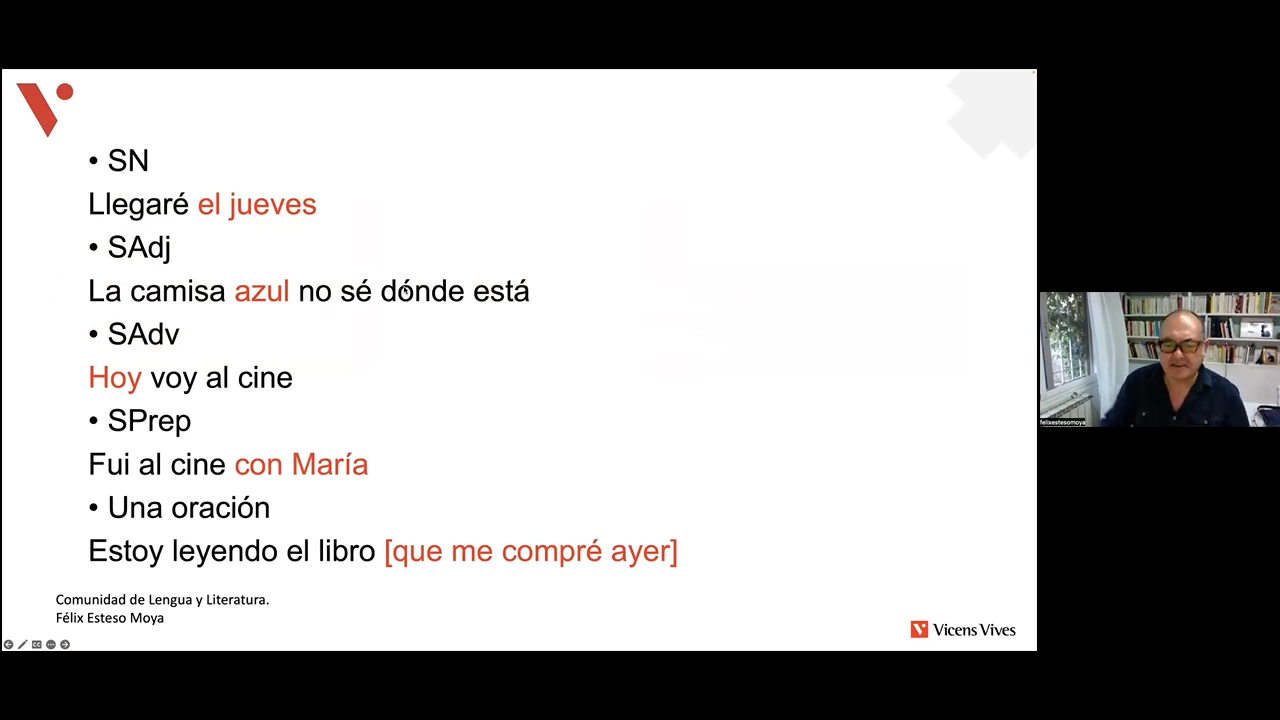 • SN
Llegaré el jueves
• SAdj
La camisa azul no sé dónde está
• SAdv
Hoy voy al cine
• SPrep
Fui al cine con María
• Una oración
Estoy leyendo el libro [que me compré ayer]
Comunidad de Lengua y Literatura.
Félix Esteso Moya
Vicens Vives
felixestesomoya